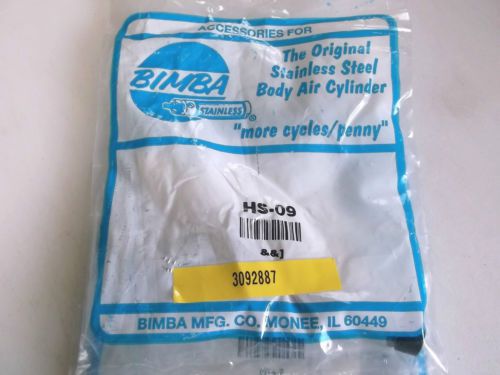 ACCESSORIES FOR
BIMBA
STAINLESS
®
The Original
Stainless Steel
Body Air Cylinder
"more cycles/penny"
HS-09
&&]
3092887
BIMBA MFG. CO. MONEE, IL 60449